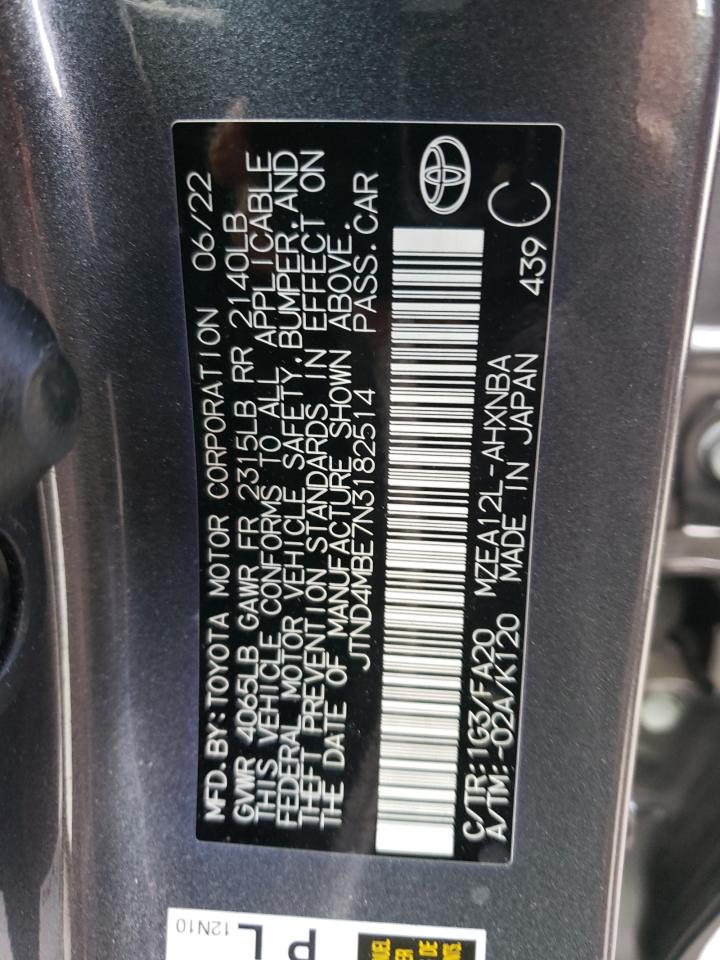 MFD. BY: TOYOTA MOTOR CORPORATION 06/22
GVWR 4065LB GAWR FR 2315LB RR 2140LB
THIS VEHICLE CONFORMS TO ALL APPLICABLE
FEDERAL MOTOR VEHICLE SAFETY, BUMPER, AND
THEFT PREVENTION STANDARDS IN EFFECT ON
THE DATE OF MANUFACTURE SHOWN ABOVE.
JTND4MBE7N3182514 PASS. CAR
C/TR: 1G3/FA20 MZEA12L-AHXNBA
A/TM: -02A/K120 MADE IN JAPAN 439 C
12N10
PL